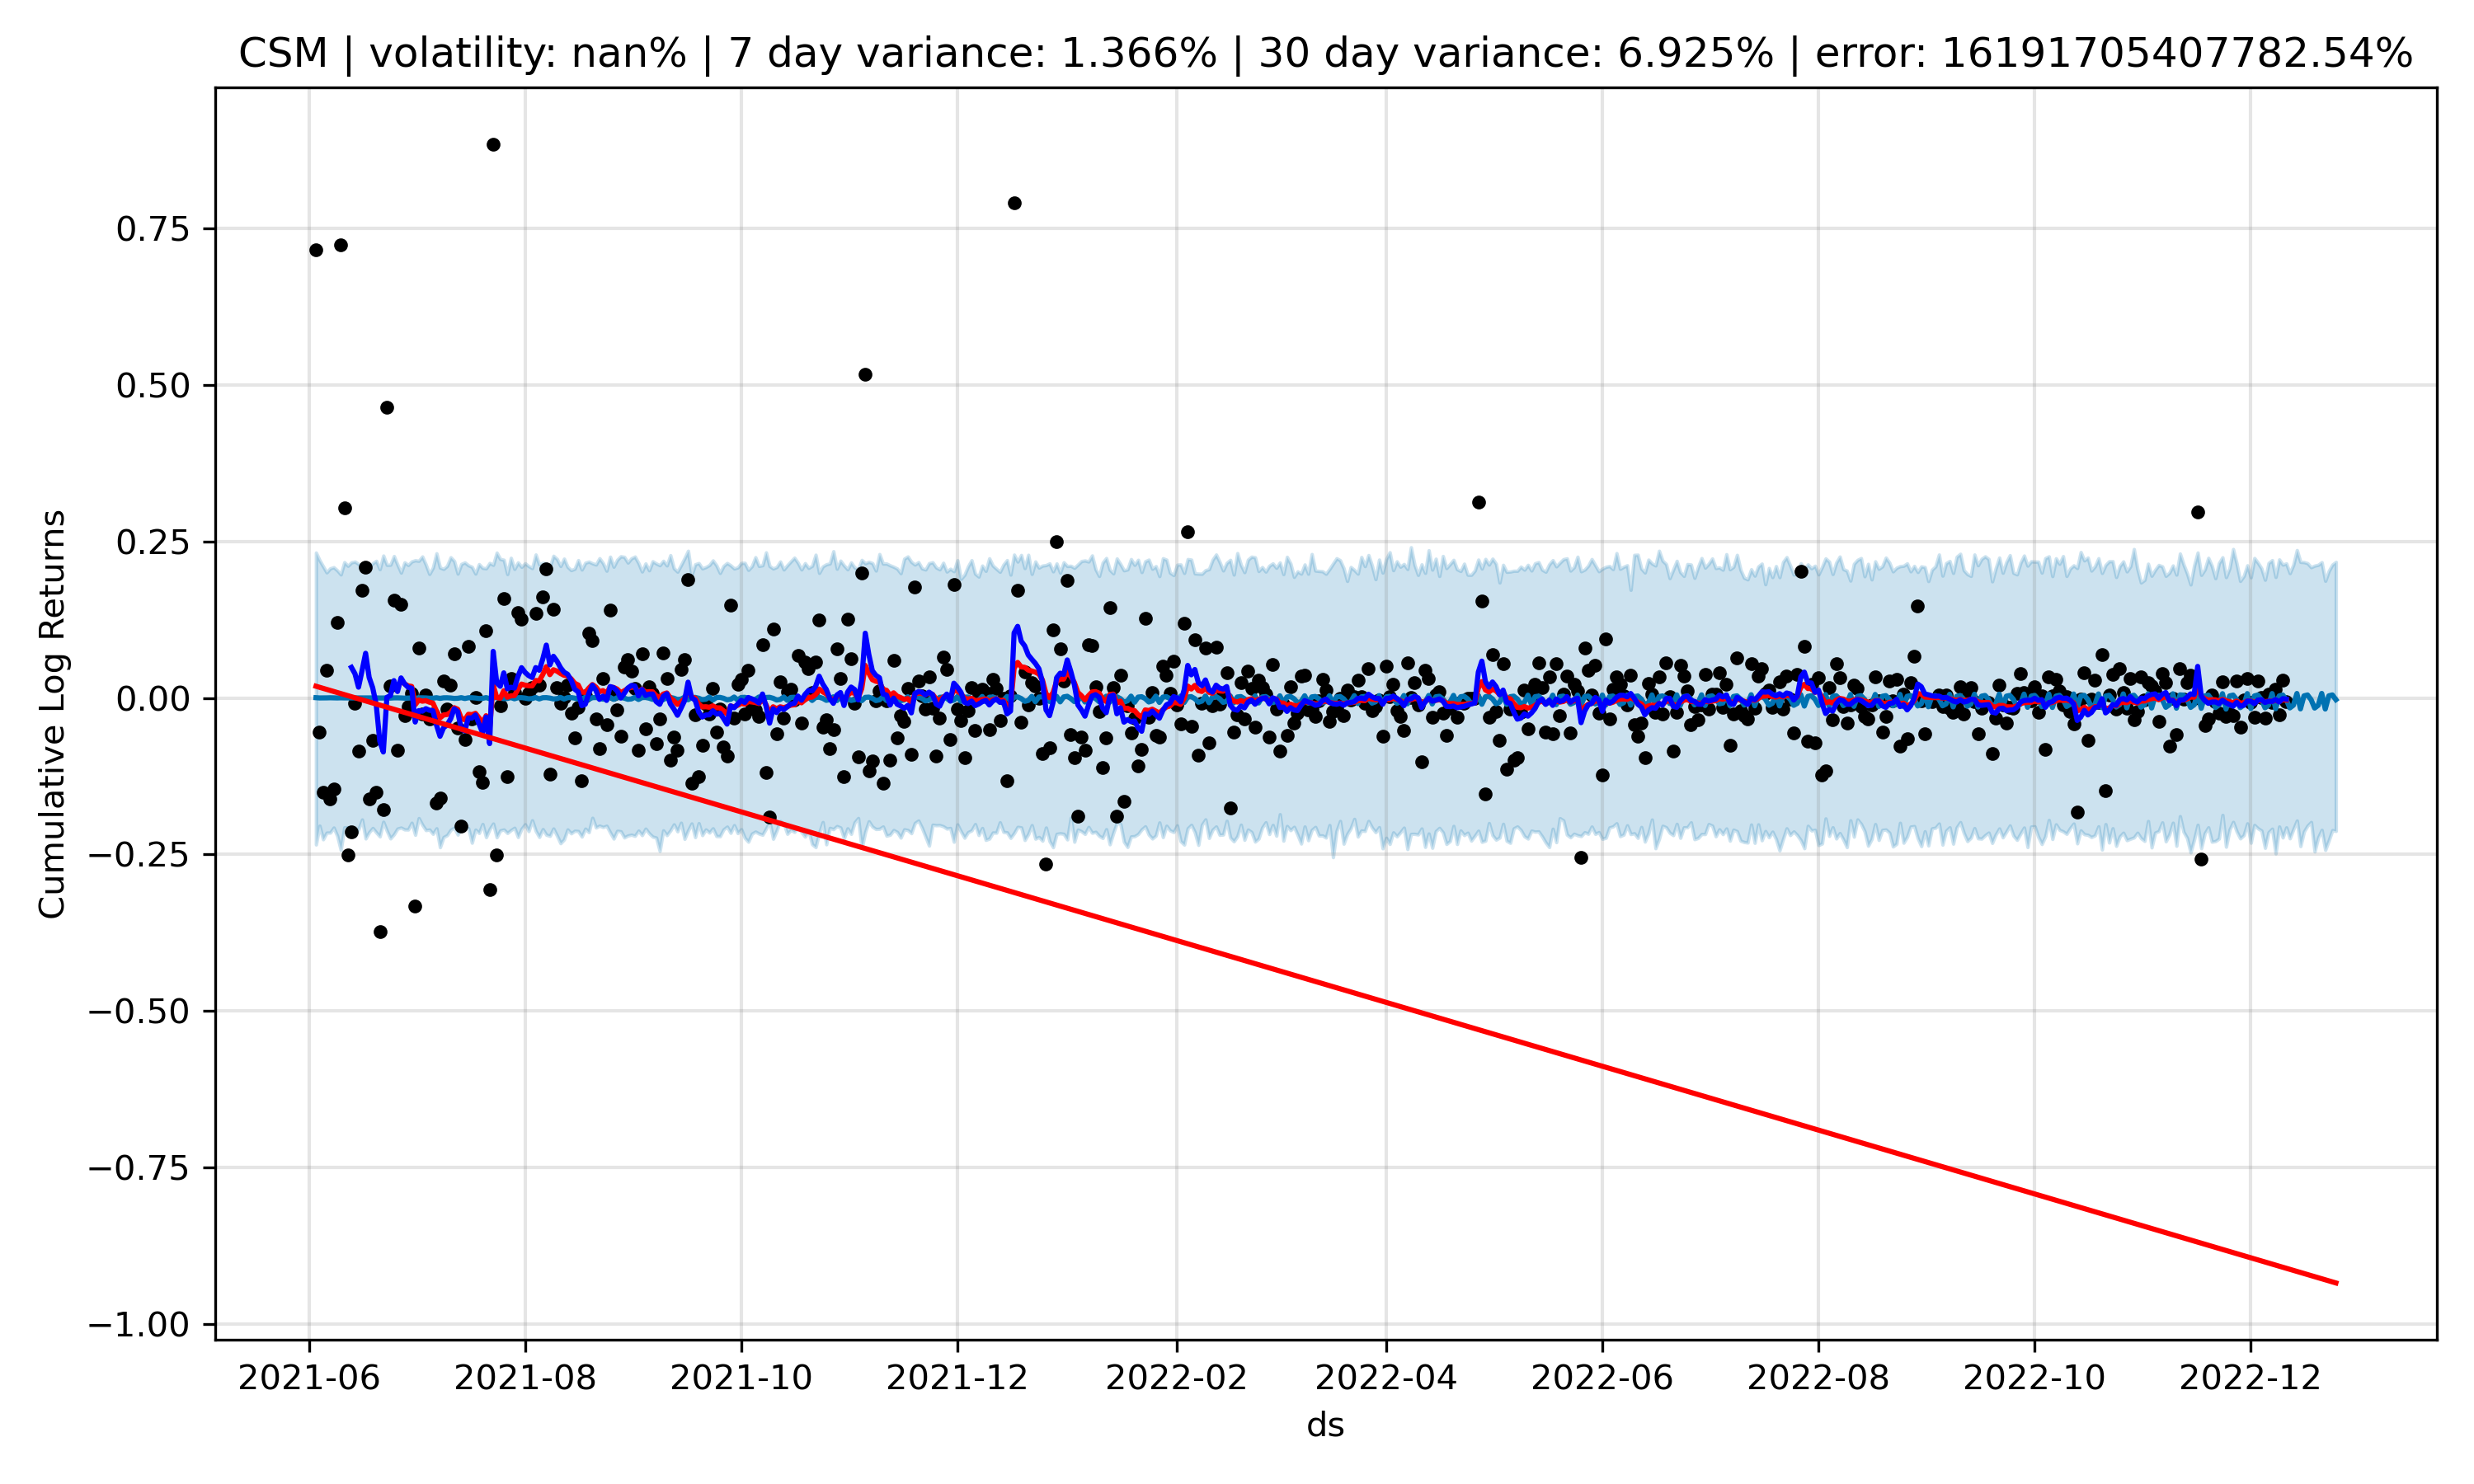 CSM | volatility: nan% | 7 day variance: 1.366% | 30 day variance: 6.925% | error: 16191705407782.54%
Cumulative Log Returns
0.75
0.50
0.25
0.00
−0.25
−0.50
−0.75
−1.00
2021-06 2021-08 2021-10 2021-12 2022-02 2022-04 2022-06 2022-08 2022-10 2022-12
ds